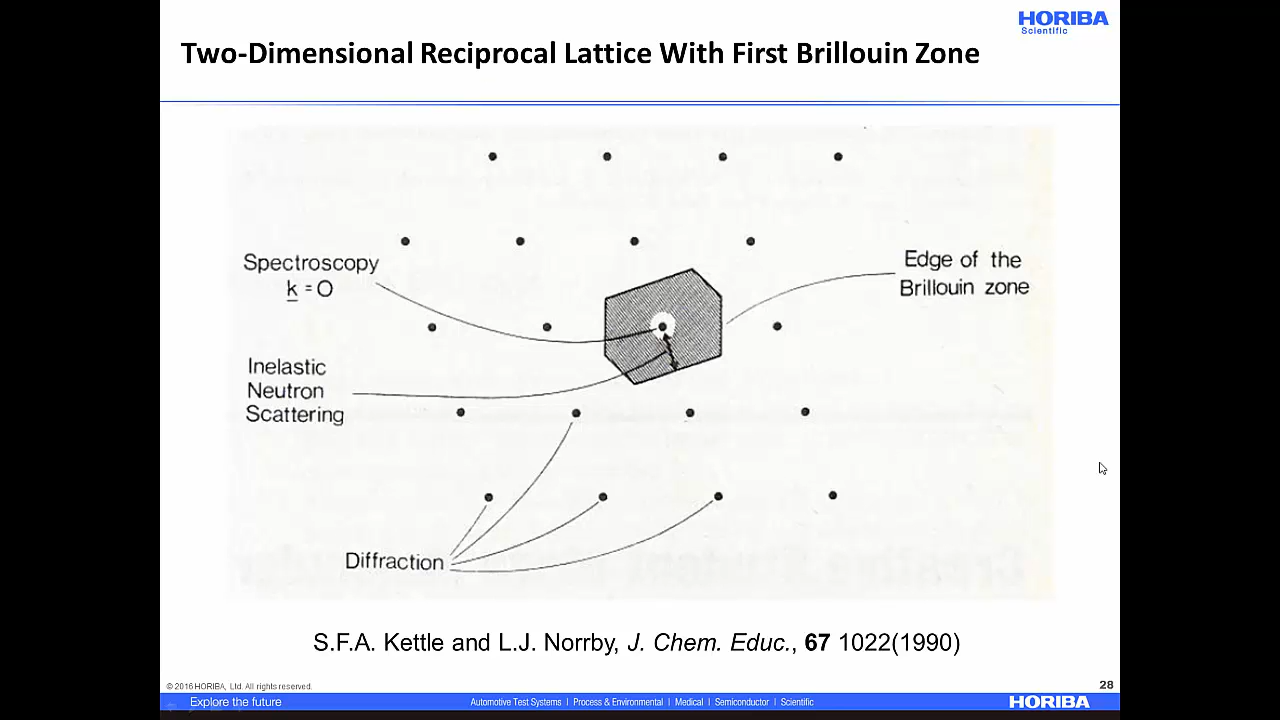 HORIBA
Scientific
Two-Dimensional Reciprocal Lattice With First Brillouin Zone
Spectroscopy
k = O
Edge of the
Brillouin zone
Inelastic
Neutron
Scattering
Diffraction
S.F.A. Kettle and L.J. Norrby, J. Chem. Educ., 67 1022(1990)
© 2016 HORIBA, Ltd. All rights reserved.
28
Explore the future
Automotive Test Systems | Process & Environmental | Medical | Semiconductor | Scientific
HORIBA